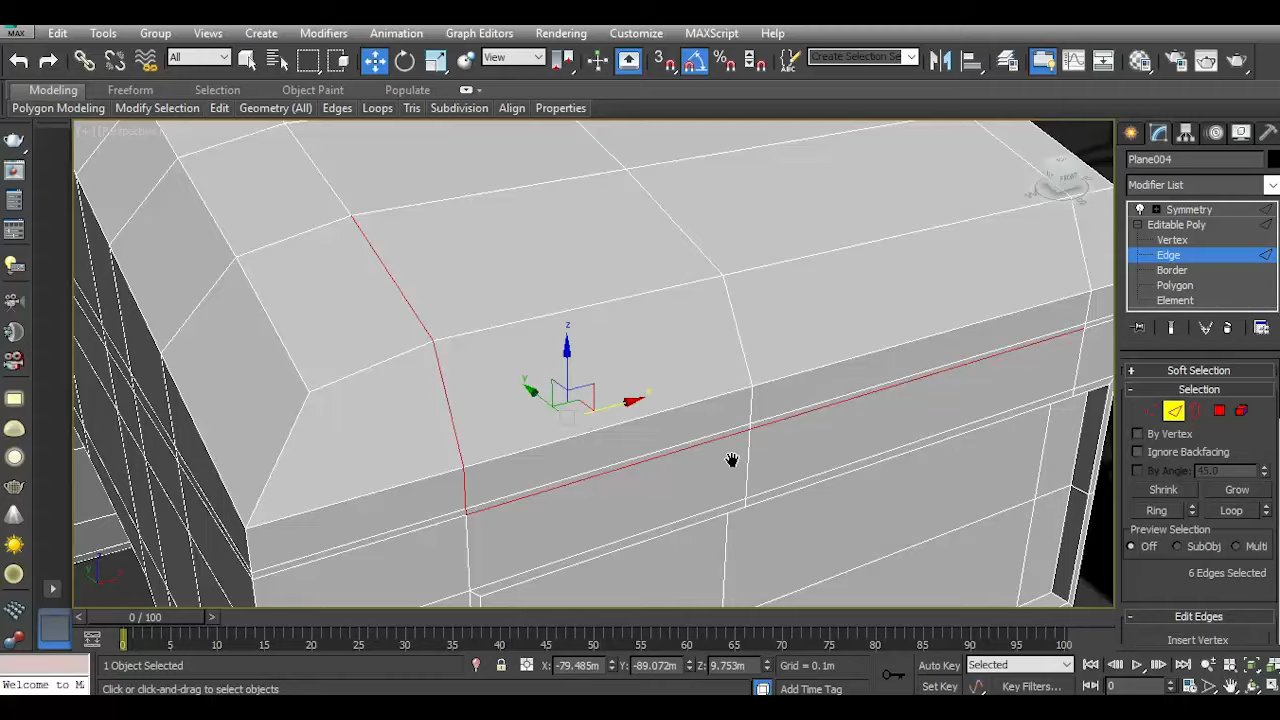 MAX Edit Tools Group Views Create Modifiers Animation Graph Editors Rendering Customize MAXScript Help
All View 3 % ABC Create Selection Se
Modeling Freeform Selection Object Paint Populate
Polygon Modeling Modify Selection Edit Geometry (All) Edges Loops Tris Subdivision Align Properties
Plane004
Modifier List
Symmetry
Editable Poly
Vertex
Edge
Border
Polygon
Element
Soft Selection
Selection
By Vertex
Ignore Backfacing
By Angle: 45.0
Shrink Grow
Ring Loop
Preview Selection
Off SubObj Multi
6 Edges Selected
Edit Edges
Insert Vertex
z
y
0 / 100
0 5 10 15 20 25 30 35 40 45 50 55 60 65 70 75 80 85 90 95 100
1 Object Selected X: -79.485m Y: -89.072m Z: 9.753m Grid = 0.1m Auto Key Selected
Welcome to M Click or click-and-drag to select objects Add Time Tag Set Key Key Filters... 0